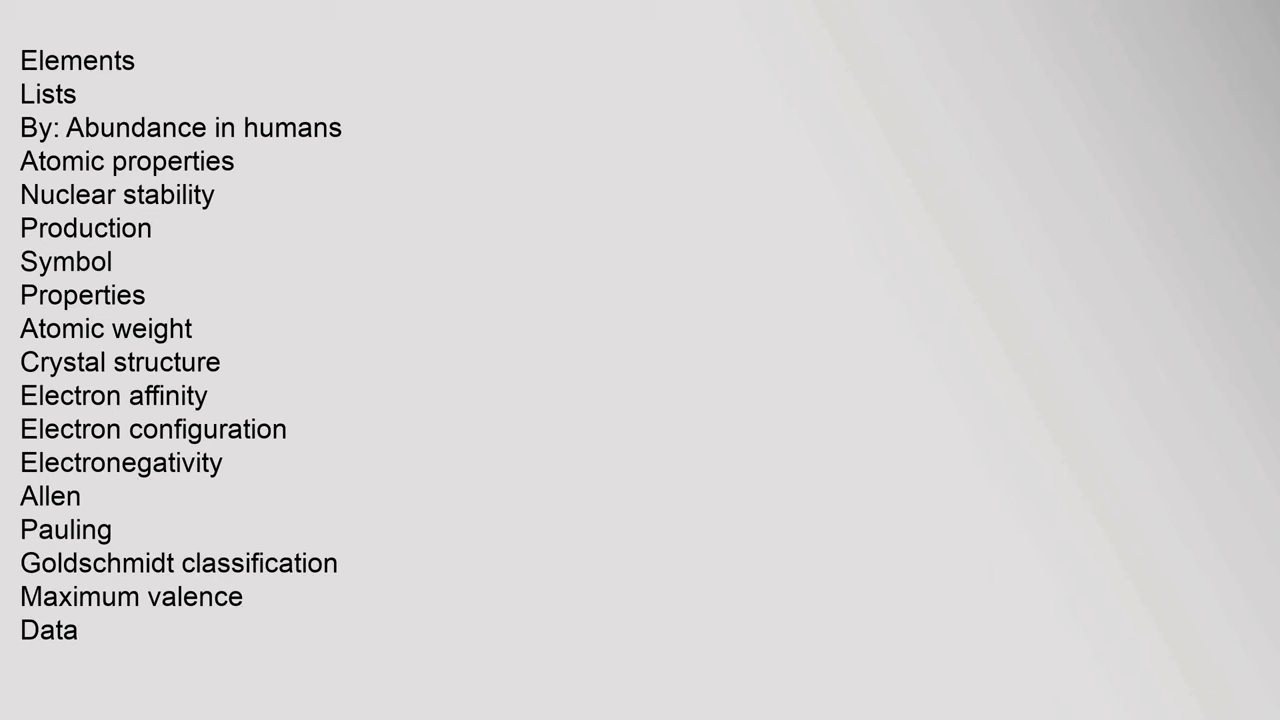 Elements
Lists
By: Abundance in humans
Atomic properties
Nuclear stability
Production
Symbol
Properties
Atomic weight
Crystal structure
Electron affinity
Electron configuration
Electronegativity
Allen
Pauling
Goldschmidt classification
Maximum valence
Data